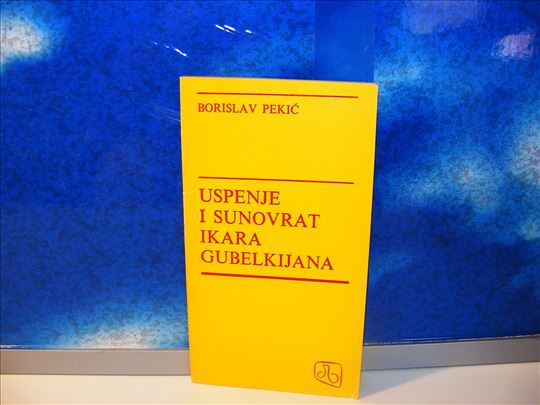 BORISLAV PEKIĆ
USPENJE
I SUNOVRAT
IKARA
GUBELKIJANA